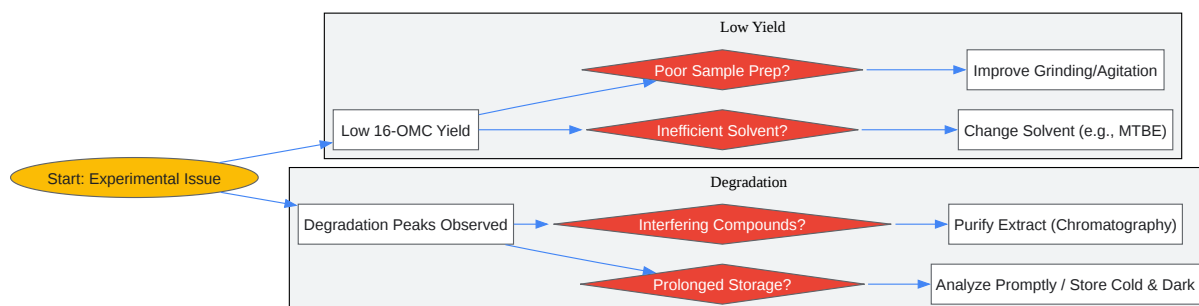 Low Yield
Poor Sample Prep?
Improve Grinding/Agitation
Low 16-OMC Yield
Inefficient Solvent?
Change Solvent (e.g., MTBE)
Start: Experimental Issue
Degradation
Degradation Peaks Observed
Interfering Compounds?
Purify Extract (Chromatography)
Prolonged Storage?
Analyze Promptly / Store Cold & Dark